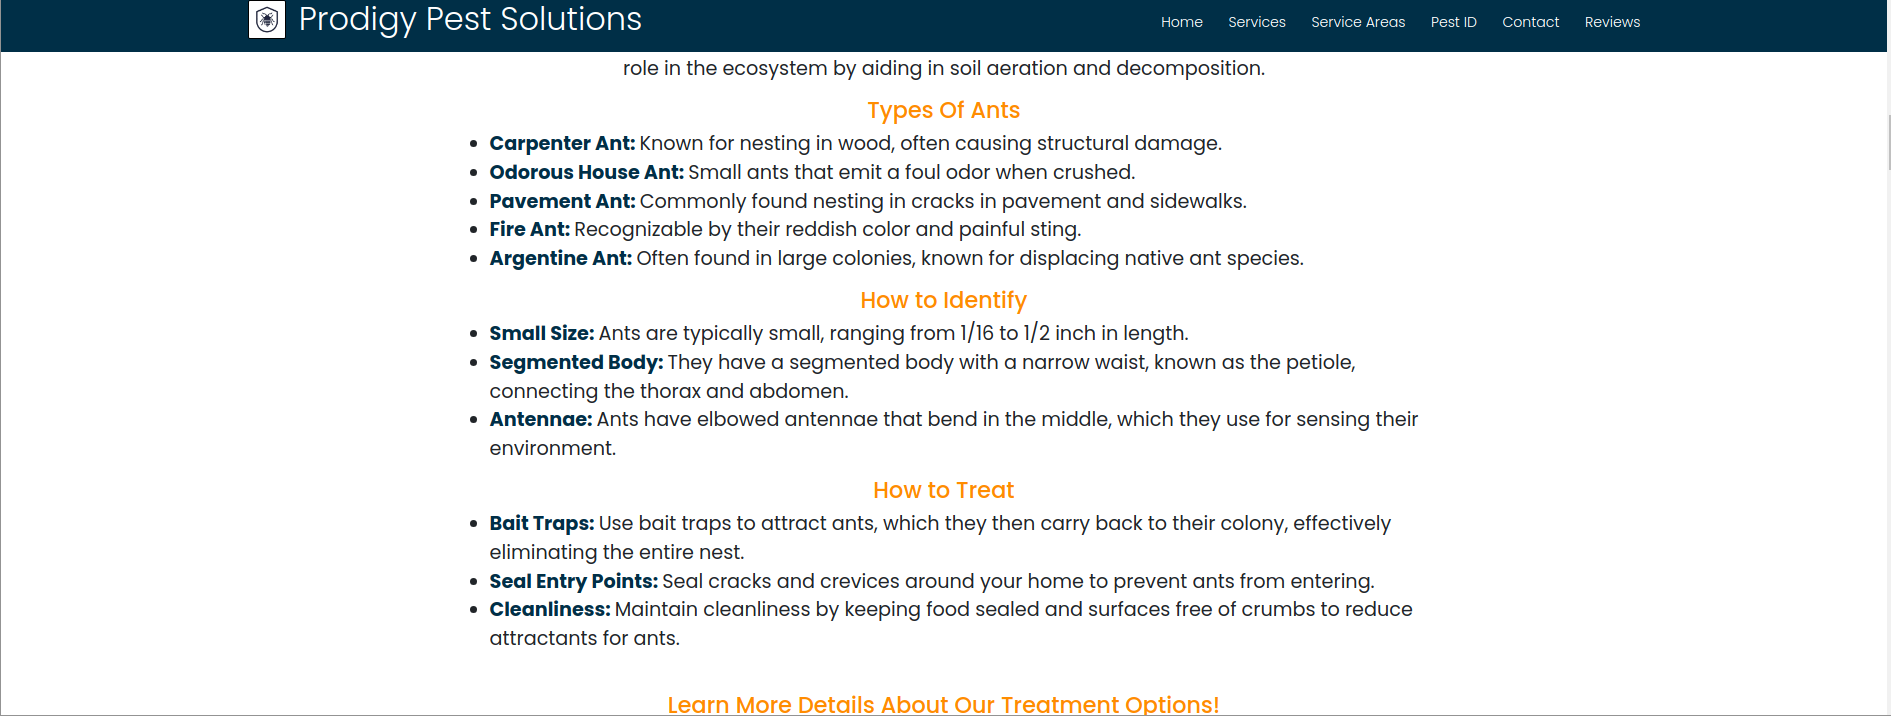 Prodigy Pest Solutions
Home Services Service Areas Pest ID Contact Reviews
role in the ecosystem by aiding in soil aeration and decomposition.
Types Of Ants
Carpenter Ant: Known for nesting in wood, often causing structural damage.
Odorous House Ant: Small ants that emit a foul odor when crushed.
Pavement Ant: Commonly found nesting in cracks in pavement and sidewalks.
Fire Ant: Recognizable by their reddish color and painful sting.
Argentine Ant: Often found in large colonies, known for displacing native ant species.
How to Identify
Small Size: Ants are typically small, ranging from 1/16 to 1/2 inch in length.
Segmented Body: They have a segmented body with a narrow waist, known as the petiole,
connecting the thorax and abdomen.
Antennae: Ants have elbowed antennae that bend in the middle, which they use for sensing their
environment.
How to Treat
Bait Traps: Use bait traps to attract ants, which they then carry back to their colony, effectively
eliminating the entire nest.
Seal Entry Points: Seal cracks and crevices around your home to prevent ants from entering.
Cleanliness: Maintain cleanliness by keeping food sealed and surfaces free of crumbs to reduce
attractants for ants.
Learn More Details About Our Treatment Options!